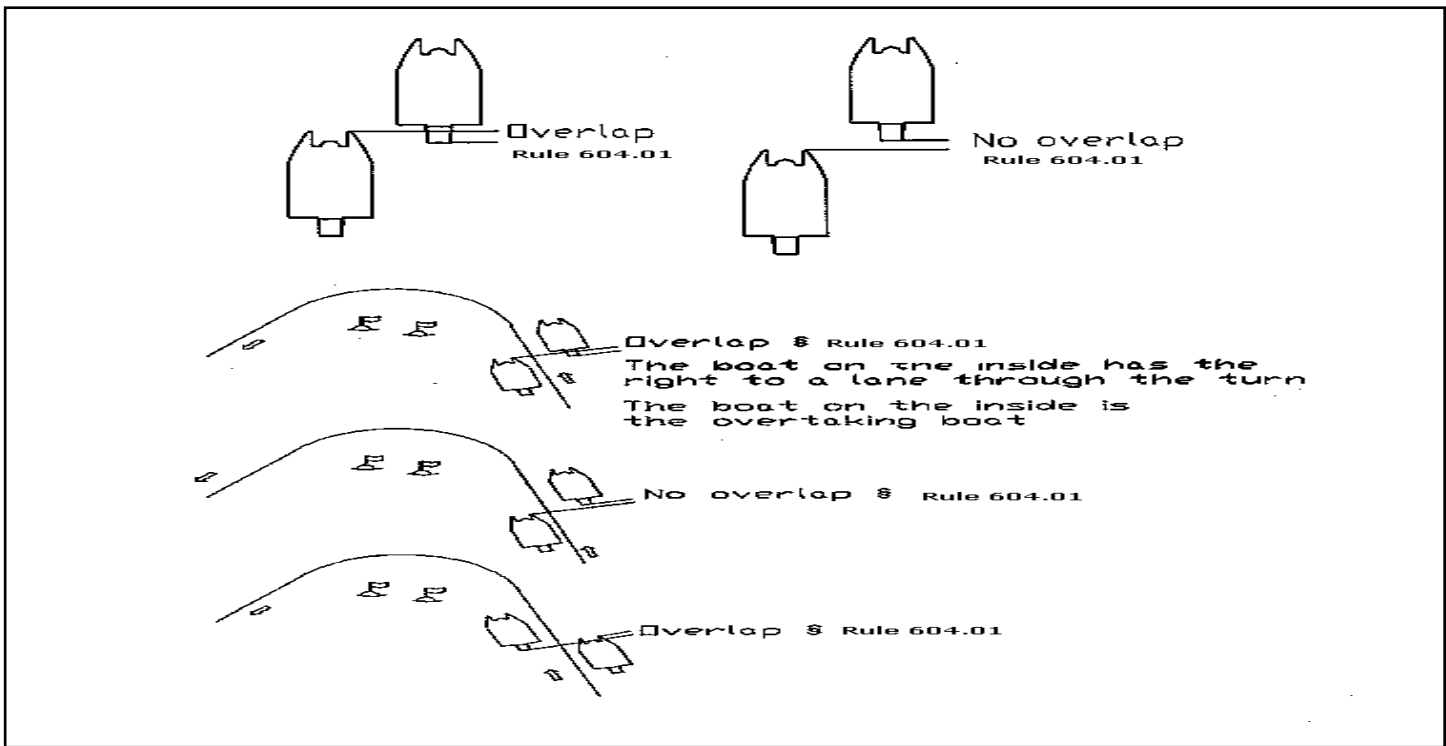 Overlap
Rule 604.01
No overlap
Rule 604.01
Overlap § Rule 604.01
The boat on the inside has the
right to a lane through the turn
The boat on the inside is
the overtaking boat
No overlap § Rule 604.01
Overlap § Rule 604.01